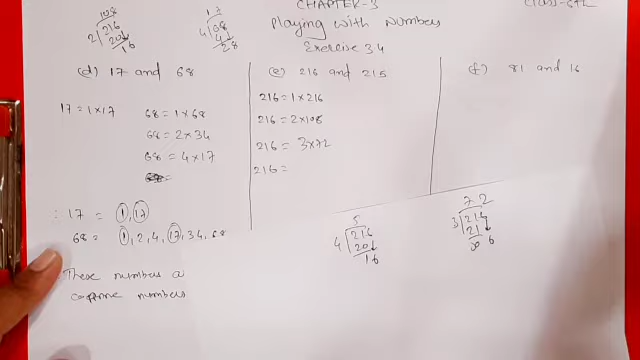 CHAPTER-3
Class-6th
Playing with Numbers
Exercise 3.4
108
2 216
20↓
16
17
4 68
4↓
28
(d) 17 and 68
17 = 1×17
68 = 1×68
68 = 2×34
68 = 4×17
∴ 17 = 1, 17
68 = 1, 2, 4, 17, 34, 68
These numbers a
numbers
(e) 216 and 215
216 = 1×216
216 = 2×108
216 = 3×72
216 =
5
4 216
20↓
16
(f) 81 and 16
72
3 216
21↓
6